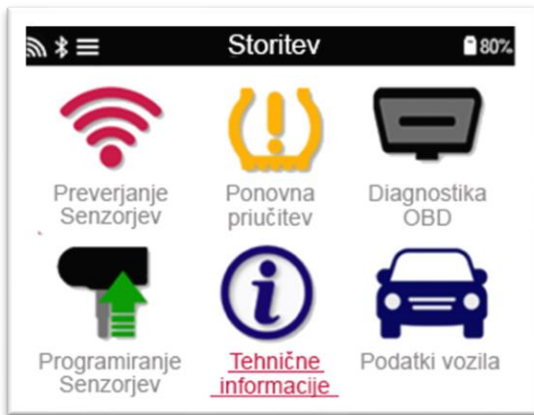 Storitev
80%
Preverjanje
Senzorjev
Ponovna
priučitev
Diagnostika
OBD
Programiranje
Senzorjev
Tehnične
informacije
Podatki vozila